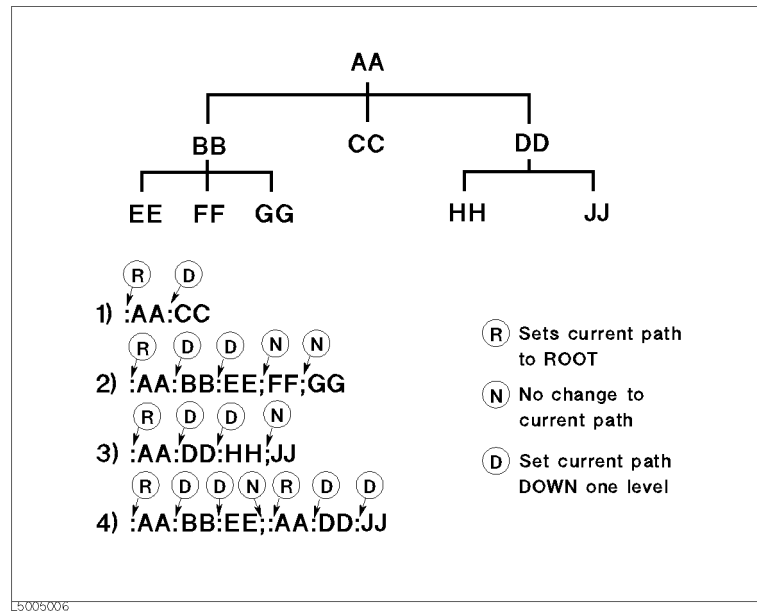 AA
BB CC DD
EE FF GG HH JJ
R D
1) :AA:CC
R D D N N
2) :AA:BB:EE;FF;GG
R D D N
3) :AA:DD:HH;JJ
R D D N R D D
4) :AA:BB:EE;:AA:DD:JJ
R Sets current path
to ROOT
N No change to
current path
D Set current path
DOWN one level
L5005006